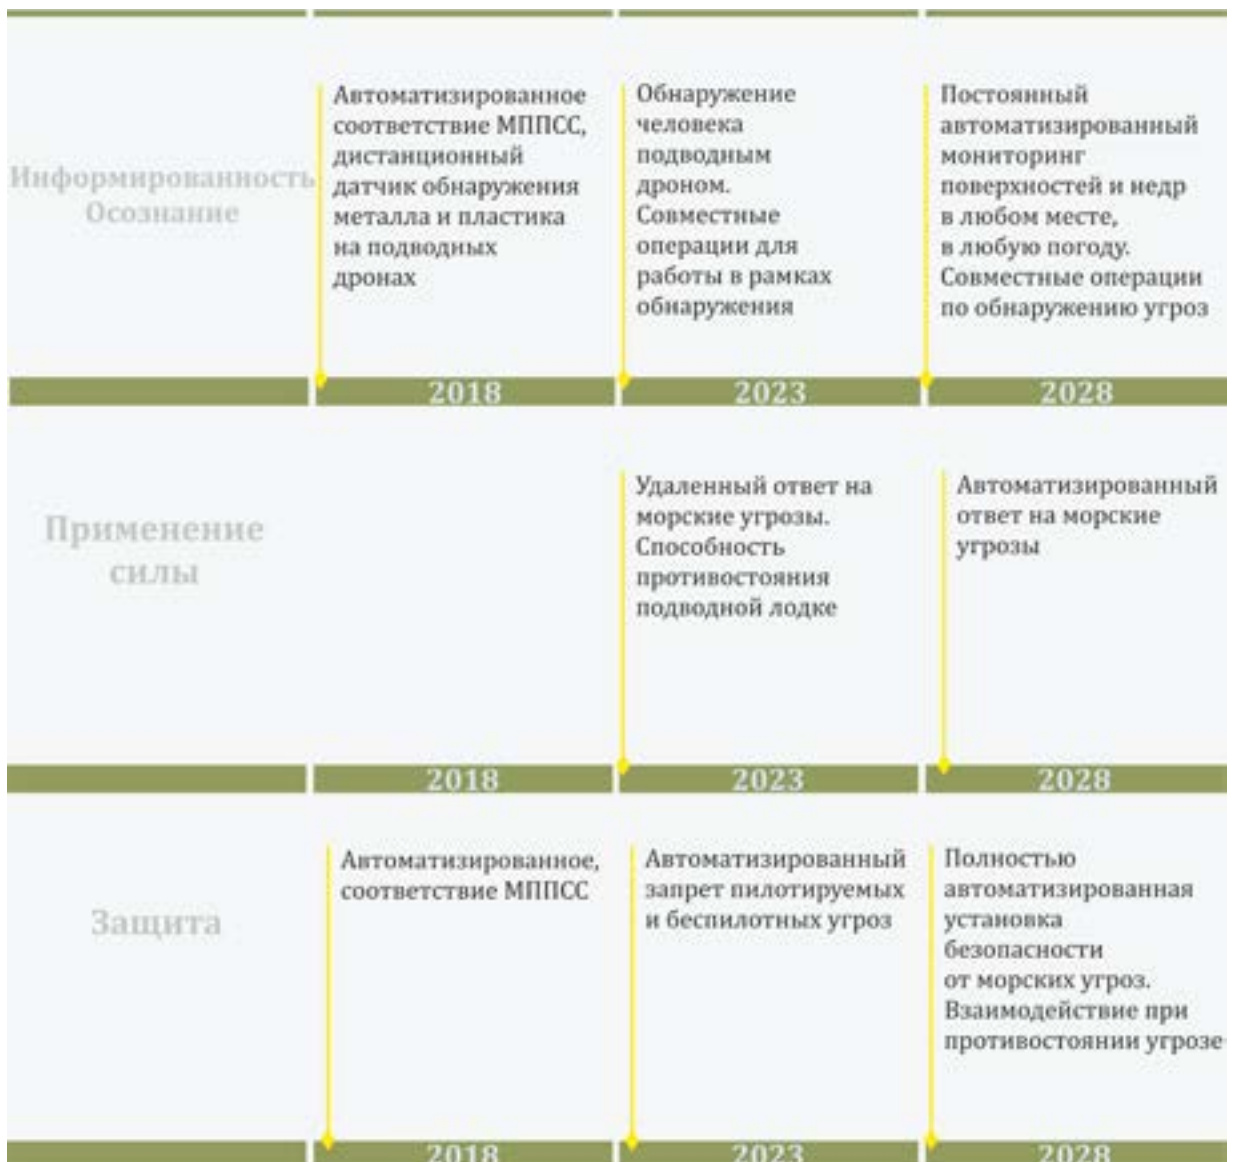 Информированность
Осознание
Автоматизированное
соответствие МППСС,
дистанционный
датчик обнаружения
металла и пластика
на подводных
дронах
Обнаружение
человека
подводным
дроном.
Совместные
операции для
работы в рамках
обнаружения
Постоянный
автоматизированный
мониторинг
поверхностей и недр
в любом месте,
в любую погоду.
Совместные операции
по обнаружению угроз
2018
2023
2028
Применение
силы
Удаленный ответ на
морские угрозы.
Способность
противостояния
подводной лодке
Автоматизированный
ответ на морские
угрозы
2018
2023
2028
Защита
Автоматизированное,
соответствие МППСС
Автоматизированный
запрет пилотируемых
и беспилотных угроз
Полностью
автоматизированная
установка
безопасности
от морских угроз.
Взаимодействие при
противостоянии угрозе
2018
2023
2028